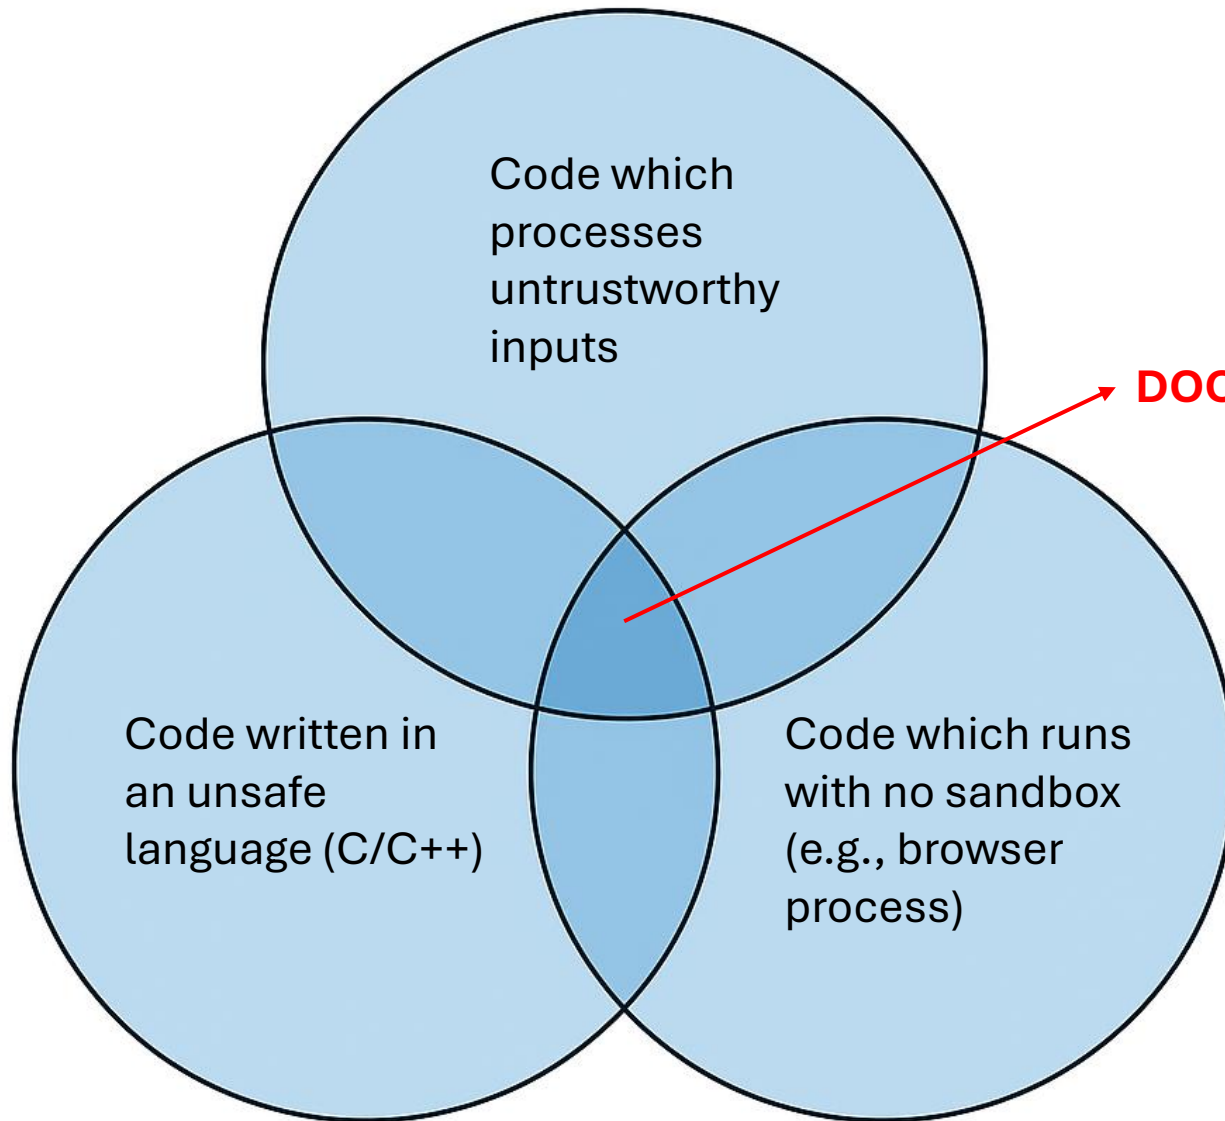 Code which
processes
untrustworthy
inputs
Code written in
an unsafe
language (C/C++)
Code which runs
with no sandbox
(e.g., browser
process)